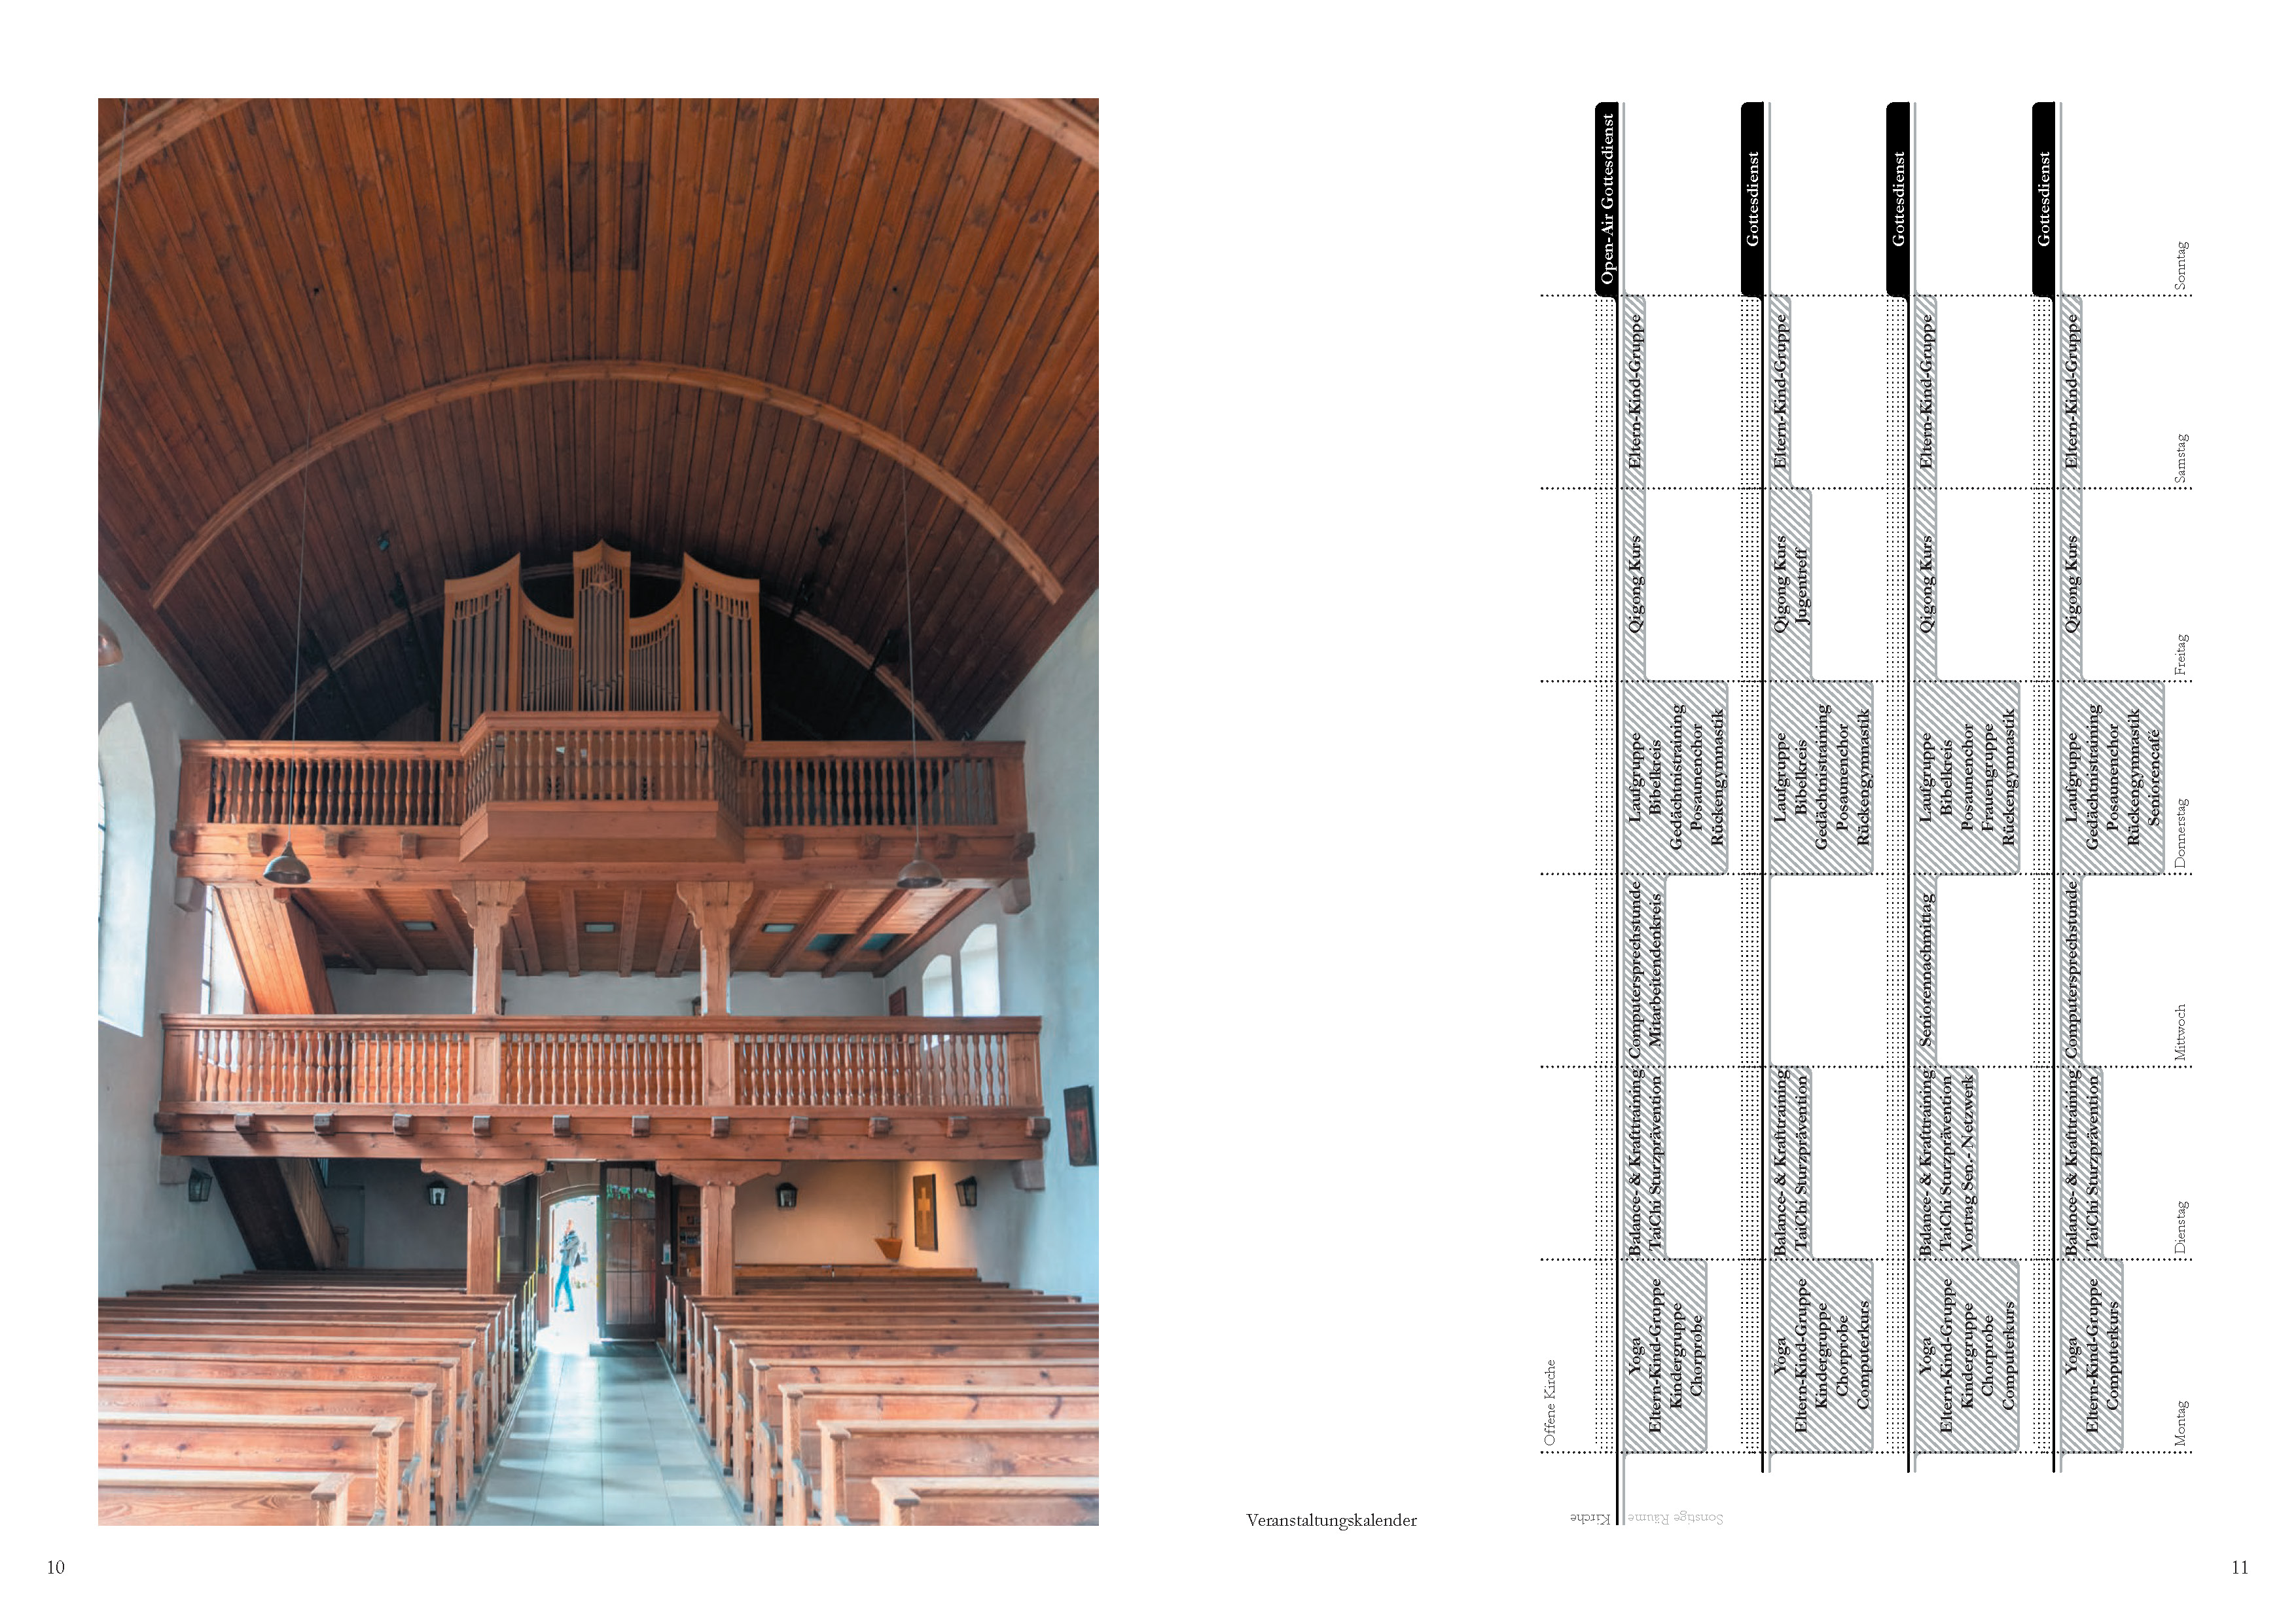 Open-Air Gottesdienst
Eltern-Kind-Gruppe
Qigong Kurs
Laufgruppe
Bibelkreis
Gedächtnistraining
Posaunenchor
Rückengymnastik
Computersprechstunde
Mitarbeitendenkreis
Balance- & Krafttraining
TaiChi Sturzprävention
Yoga
Eltern-Kind-Gruppe
Kindergruppe
Chorprobe
Gottesdienst
Eltern-Kind-Gruppe
Qigong Kurs
Jugentreff
Laufgruppe
Bibelkreis
Gedächtnistraining
Posaunenchor
Rückengymnastik
Balance- & Krafttraining
TaiChi Sturzprävention
Yoga
Eltern-Kind-Gruppe
Kindergruppe
Chorprobe
Computerkurs
Gottesdienst
Eltern-Kind-Gruppe
Qigong Kurs
Laufgruppe
Bibelkreis
Posaunenchor
Frauengruppe
Rückengymnastik
Seniorennachmittag
Balance- & Krafttraining
TaiChi Sturzprävention
Vortrag Sen.- Netzwerk
Yoga
Eltern-Kind-Gruppe
Kindergruppe
Chorprobe
Computerkurs
Gottesdienst
Eltern-Kind-Gruppe
Qigong Kurs
Laufgruppe
Gedächtnistraining
Posaunenchor
Rückengymnastik
Seniorencafé
Computersprechstunde
Balance- & Krafttraining
TaiChi Sturzprävention
Yoga
Eltern-Kind-Gruppe
Computerkurs
Sonntag
Samstag
Freitag
Donnerstag
Mittwoch
Dienstag
Montag
Offene Kirche
Kirche
Sonstige Räume
Veranstaltungskalender
10
11